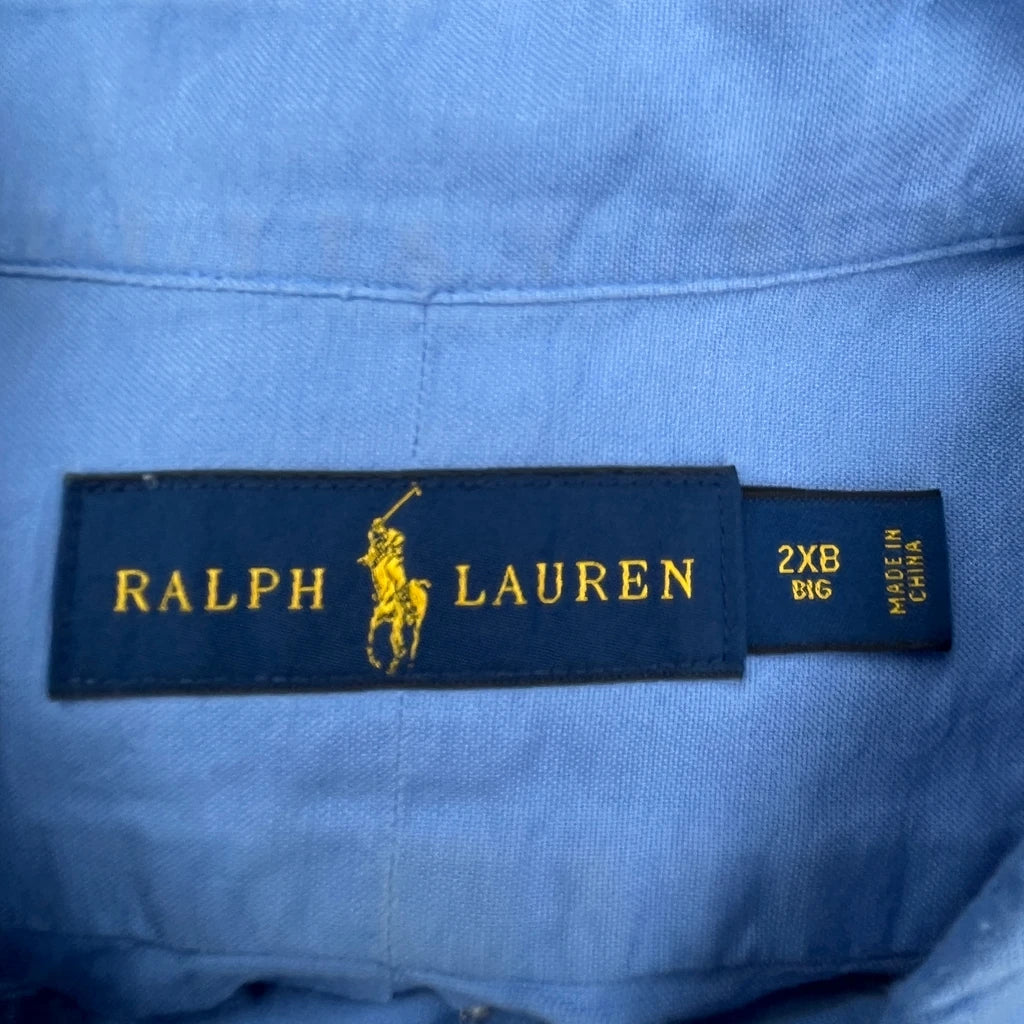 RALPH LAUREN
2XB
BIG
MADE IN
CHINA